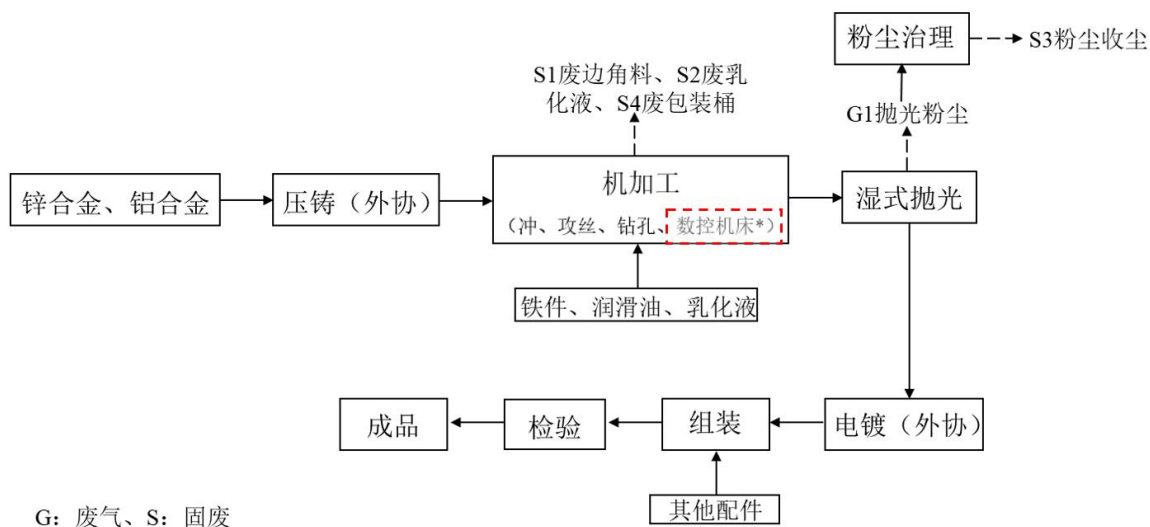 粉尘治理
S3粉尘收尘
S1废边角料、S2废乳
化液、S4废包装桶
G1抛光粉尘
锌合金、铝合金
压铸（外协）
机加工
（冲、攻丝、钻孔、数控机床*）
湿式抛光
铁件、润滑油、乳化液
成品
检验
组装
电镀（外协）
其他配件
G：废气、S：固废